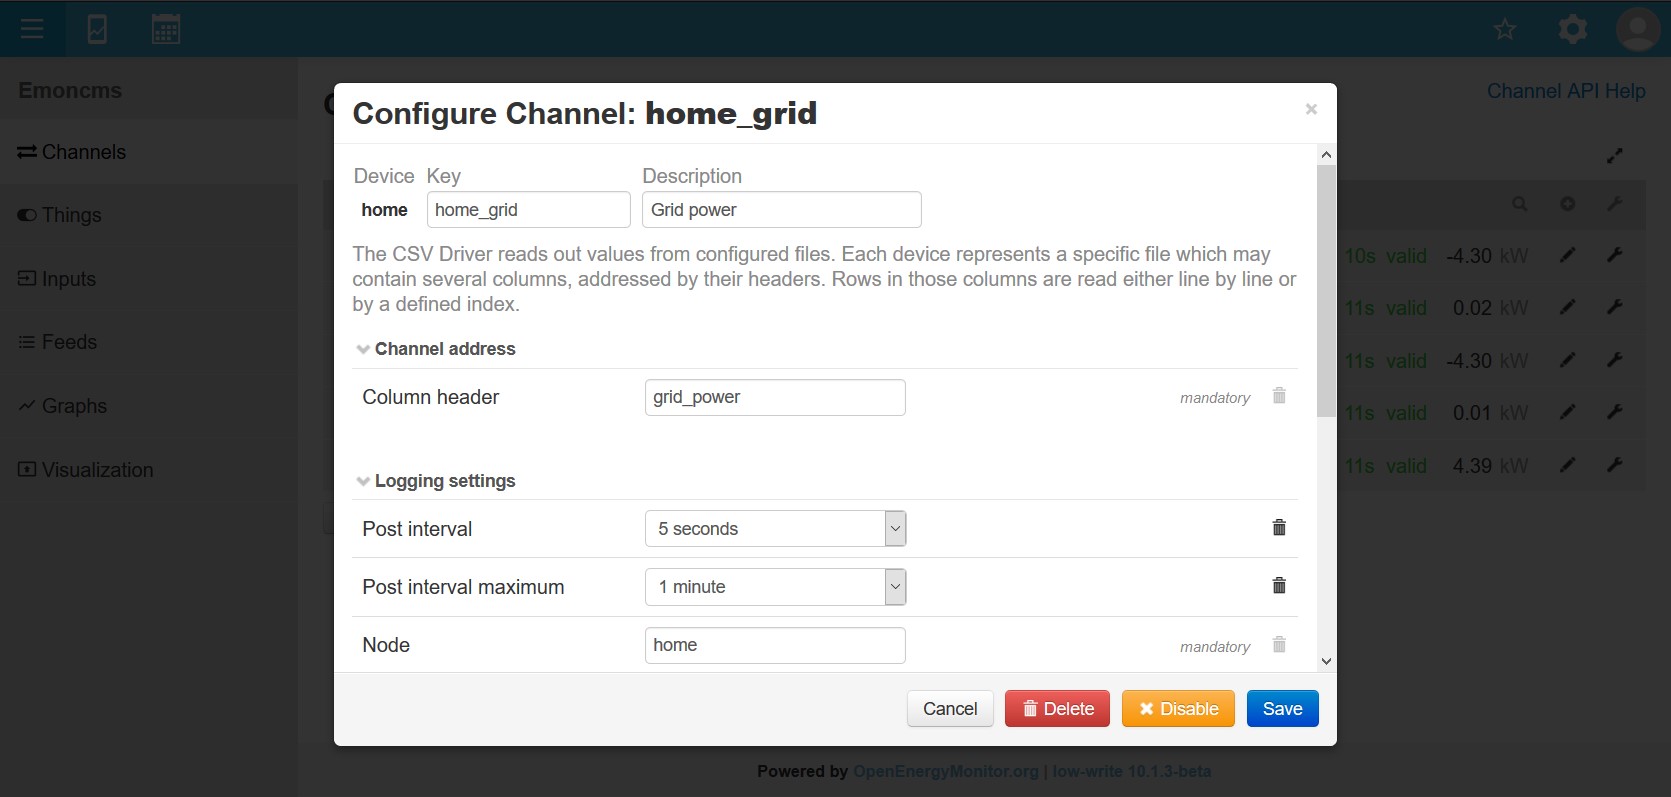 Emoncms
Channel API Help
Channels
Things
Inputs
Feeds
Graphs
Visualization
Configure Channel: home_grid
×
Device Key Description
home home_grid Grid power
The CSV Driver reads out values from configured files. Each device represents a specific file which may
contain several columns, addressed by their headers. Rows in those columns are read either line by line or
by a defined index.
Channel address
Column header grid_power mandatory
Logging settings
Post interval 5 seconds
Post interval maximum 1 minute
Node home mandatory
Cancel Delete Disable Save
10s valid -4.30 kW
11s valid 0.02 kW
11s valid -4.30 kW
11s valid 0.01 kW
11s valid 4.39 kW
Powered by OpenEnergyMonitor.org | low-write 10.1.3-beta